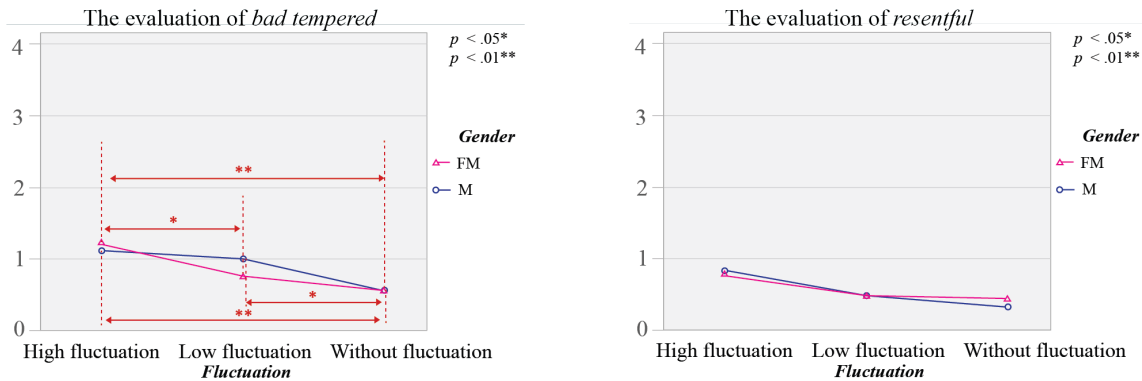 The evaluation of bad tempered
p < .05*
p < .01**
4
3
2
1
0
Gender
FM
M
**
*
*
**
High fluctuation Low fluctuation Without fluctuation
Fluctuation
The evaluation of resentful
p < .05*
p < .01**
4
3
2
1
0
Gender
FM
M
High fluctuation Low fluctuation Without fluctuation
Fluctuation